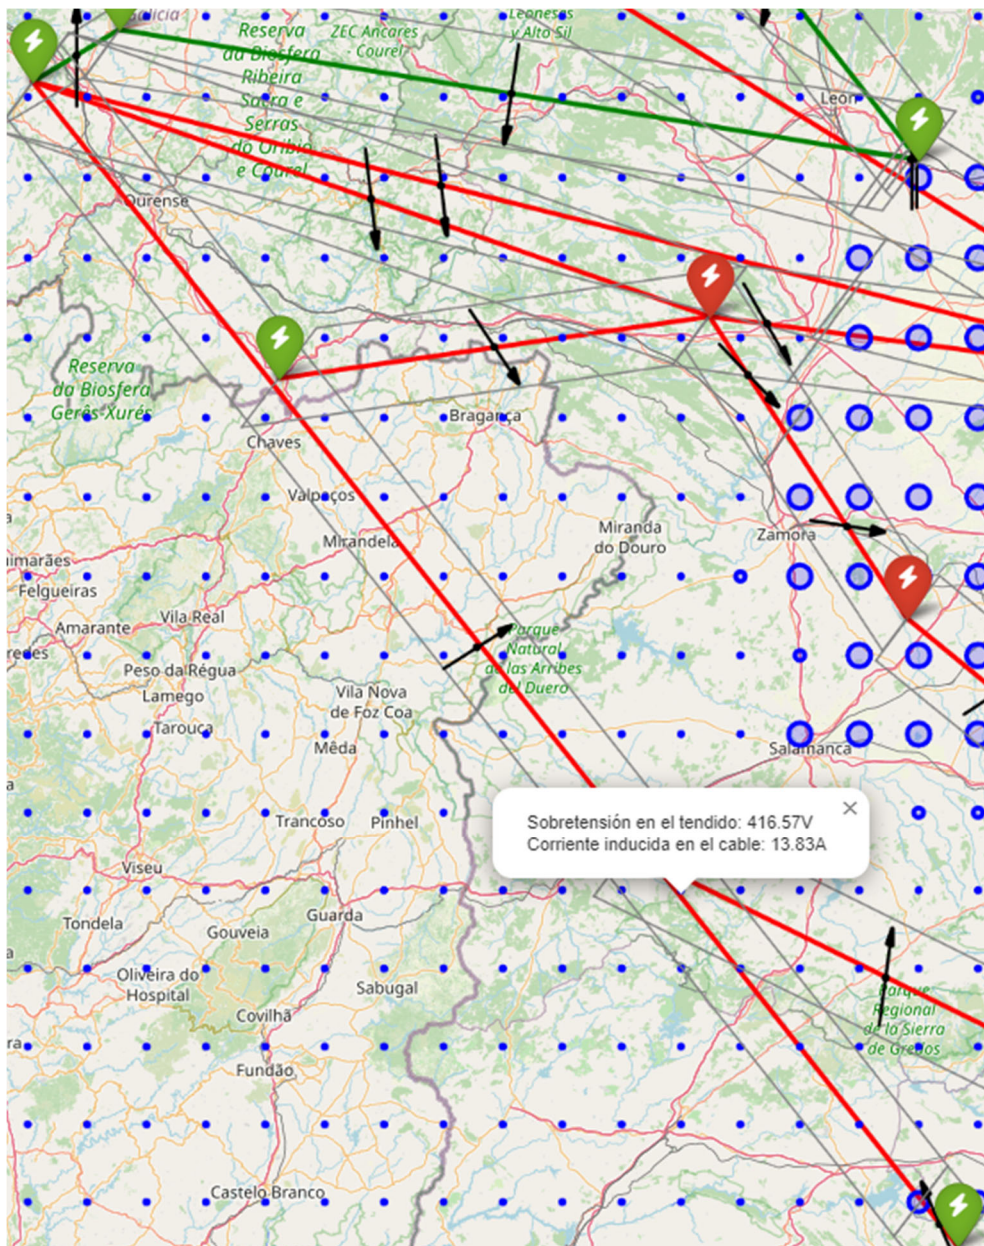 Galicia
Reserva
da Biosfera
Ribeira
Sacra e
Serras
do Oribio
e Courel
ZEC Ancares
- Courel
Leoneses
y Alto Sil
León
Ourense
Reserva
da Biosfera
Gerês-Xurés
Bragança
Chaves
Valpaços
Mirandela
Miranda
do Douro
Zamora
uimarães
Felgueiras
Amarante
Vila Real
redes
Parque
Natural
de las Arribes
del Duero
Peso da Régua
Lamego
Vila Nova
de Foz Coa
Tarouca
Mêda
Salamanca
Sobretensión en el tendido: 416.57V
Corriente inducida en el cable: 13.83A
×
Trancoso
Pinhel
Viseu
Guarda
Tondela
Gouveia
Oliveira do
Hospital
Sabugal
Parque
Regional
de la Sierra
de Gredos
Covilhã
Fundão
Castelo Branco